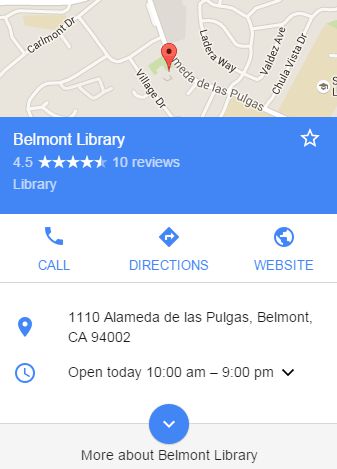 Carlmont Dr
Ladera Way
Valdez Ave
Chula Vista Dr
Village Dr
ameda de las Pulgas
Belmont Library
4.5 ★★★★ 10 reviews
Library
CALL
DIRECTIONS
WEBSITE
1110 Alameda de las Pulgas, Belmont,
CA 94002
Open today 10:00 am – 9:00 pm
More about Belmont Library